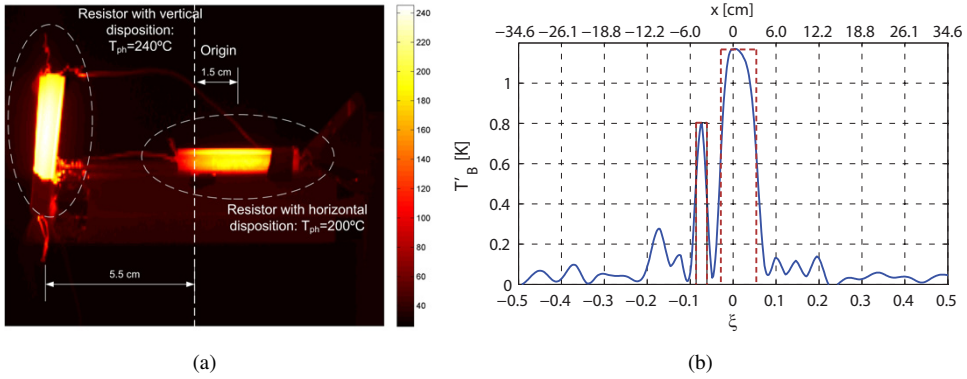 Resistor with vertical
disposition:
Tph=240ºC
Origin
1.5 cm
Resistor with horizontal
disposition: Tph=200ºC
5.5 cm
240
220
200
180
160
140
120
100
80
60
40
(a)
x [cm]
−34.6 −26.1 −18.8 −12.2 −6.0 0 6.0 12.2 18.8 26.1 34.6
T'B [K]
1
0.8
0.6
0.4
0.2
0
−0.5 −0.4 −0.3 −0.2 −0.1 0 0.1 0.2 0.3 0.4 0.5
ξ
(b)